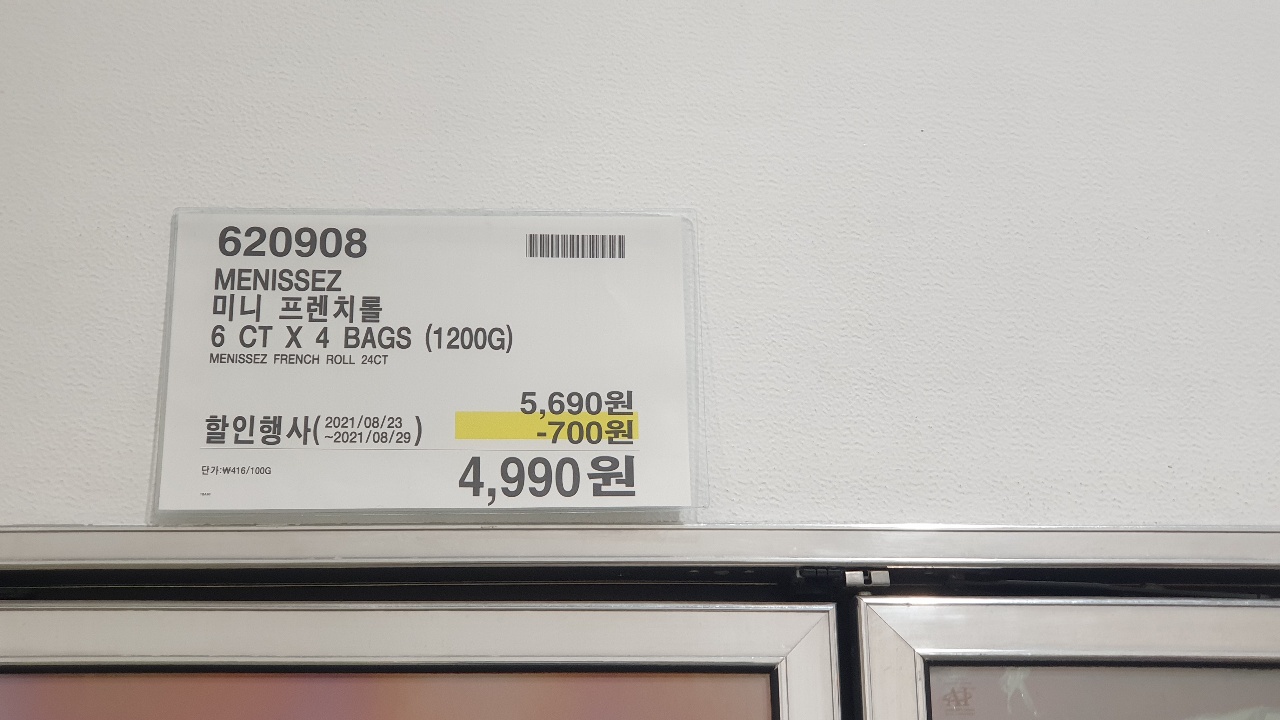 620908
MENISSEZ
미니 프렌치롤
6 CT X 4 BAGS (1200G)
MENISSEZ FRENCH ROLL 24CT
5,690원
할인행사(2021/08/23 ~2021/08/29)
-700원
단가:₩416/100G
4,990원